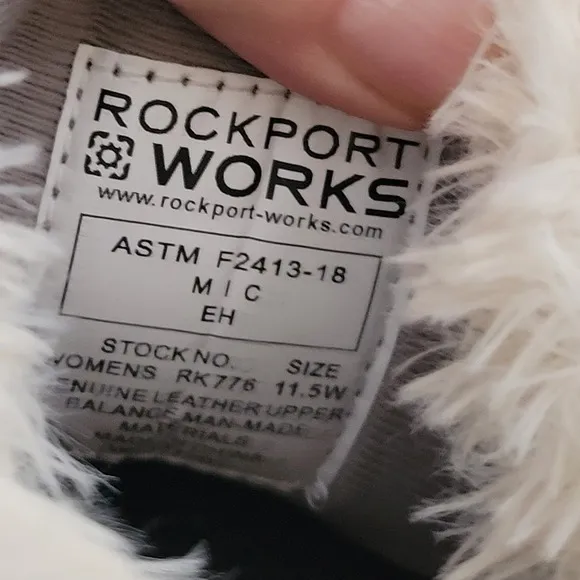 ROCKPORT
WORKS
www.rockport-works.com
ASTM F2413-18
M I C
EH
STOCK NO. SIZE
WOMENS RK776 11.5W
GENUINE LEATHER UPPER
BALANCE MAN-MADE
MATERIALS